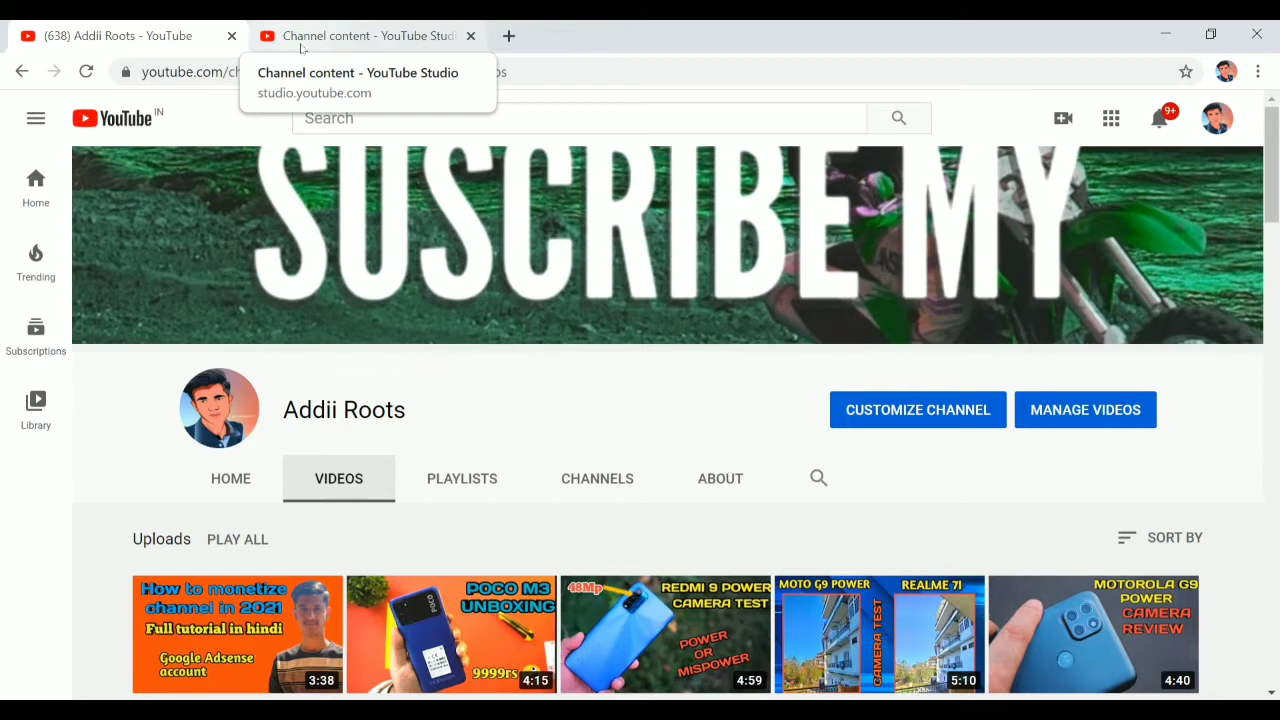 (638) Addii Roots - YouTube
Channel content - YouTube Studi
youtube.com/ch
os
Channel content - YouTube Studio
studio.youtube.com
YouTube IN
Search
9+
SUSCRIBE MY
Home
Trending
Subscriptions
Library
Addii Roots
CUSTOMIZE CHANNEL
MANAGE VIDEOS
HOME
VIDEOS
PLAYLISTS
CHANNELS
ABOUT
Uploads
PLAY ALL
SORT BY
How to monetize
channel in 2021
Full tutorial in hindi
Google Adsense
account
3:38
POCO M3
UNBOXING
POCO
9999rs
4:15
48Mp
REDMI 9 POWER
CAMERA TEST
POWER
OR
MISPOWER
4:59
MOTO G9 POWER
REALME 7I
CAMERA TEST
5:10
MOTOROLA G9
POWER
CAMERA
REVIEW
4:40